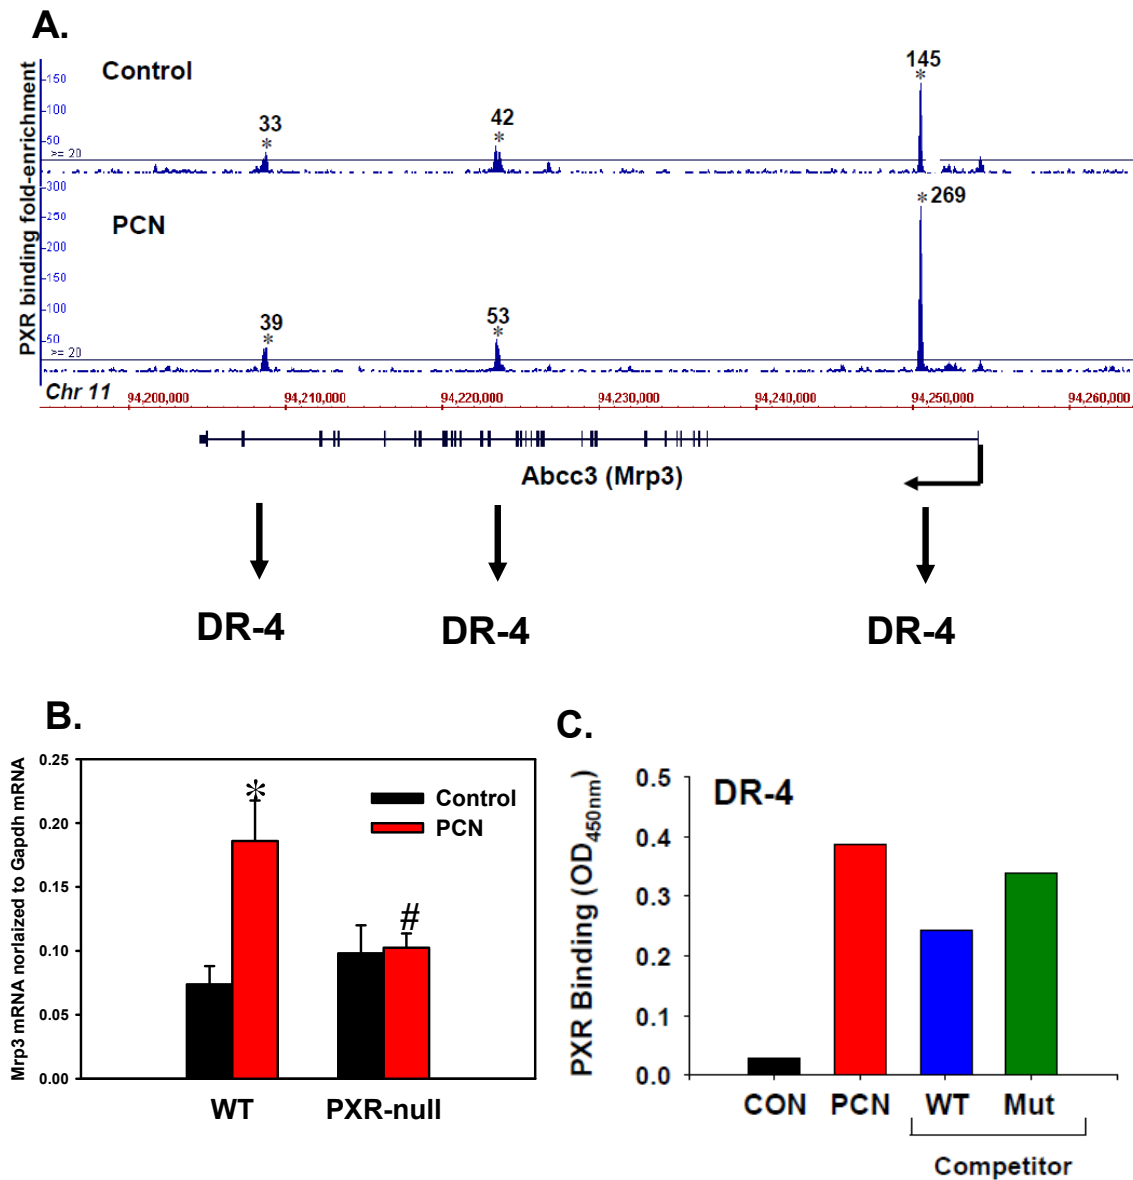 A.
PXR binding fold-enrichment
Control
150
100
50
>= 20
33
*
42
*
145
*
300
250
200
150
100
50
>= 20
PCN
39
*
53
*
* 269
Chr 11
94,200,000 94,210,000 94,220,000 94,230,000 94,240,000 94,250,000 94,260,000
Abcc3 (Mrp3)
DR-4 DR-4 DR-4
B.
Mrp3 mRNA norlaized to Gapdh mRNA
0.25
0.20
0.15
0.10
0.05
0.00
*
#
Control
PCN
WT PXR-null
C.
PXR Binding (OD450nm)
0.5
0.4
0.3
0.2
0.1
0.0
DR-4
CON PCN WT Mut
Competitor